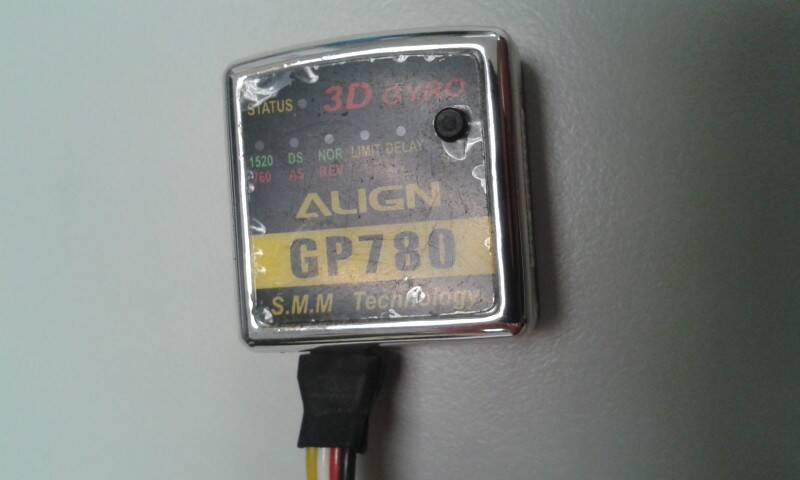 3D GYRO
STATUS
1520 DS NOR LIMIT DELAY
760 AS REV
ALIGN
GP780
S.M.M Technology